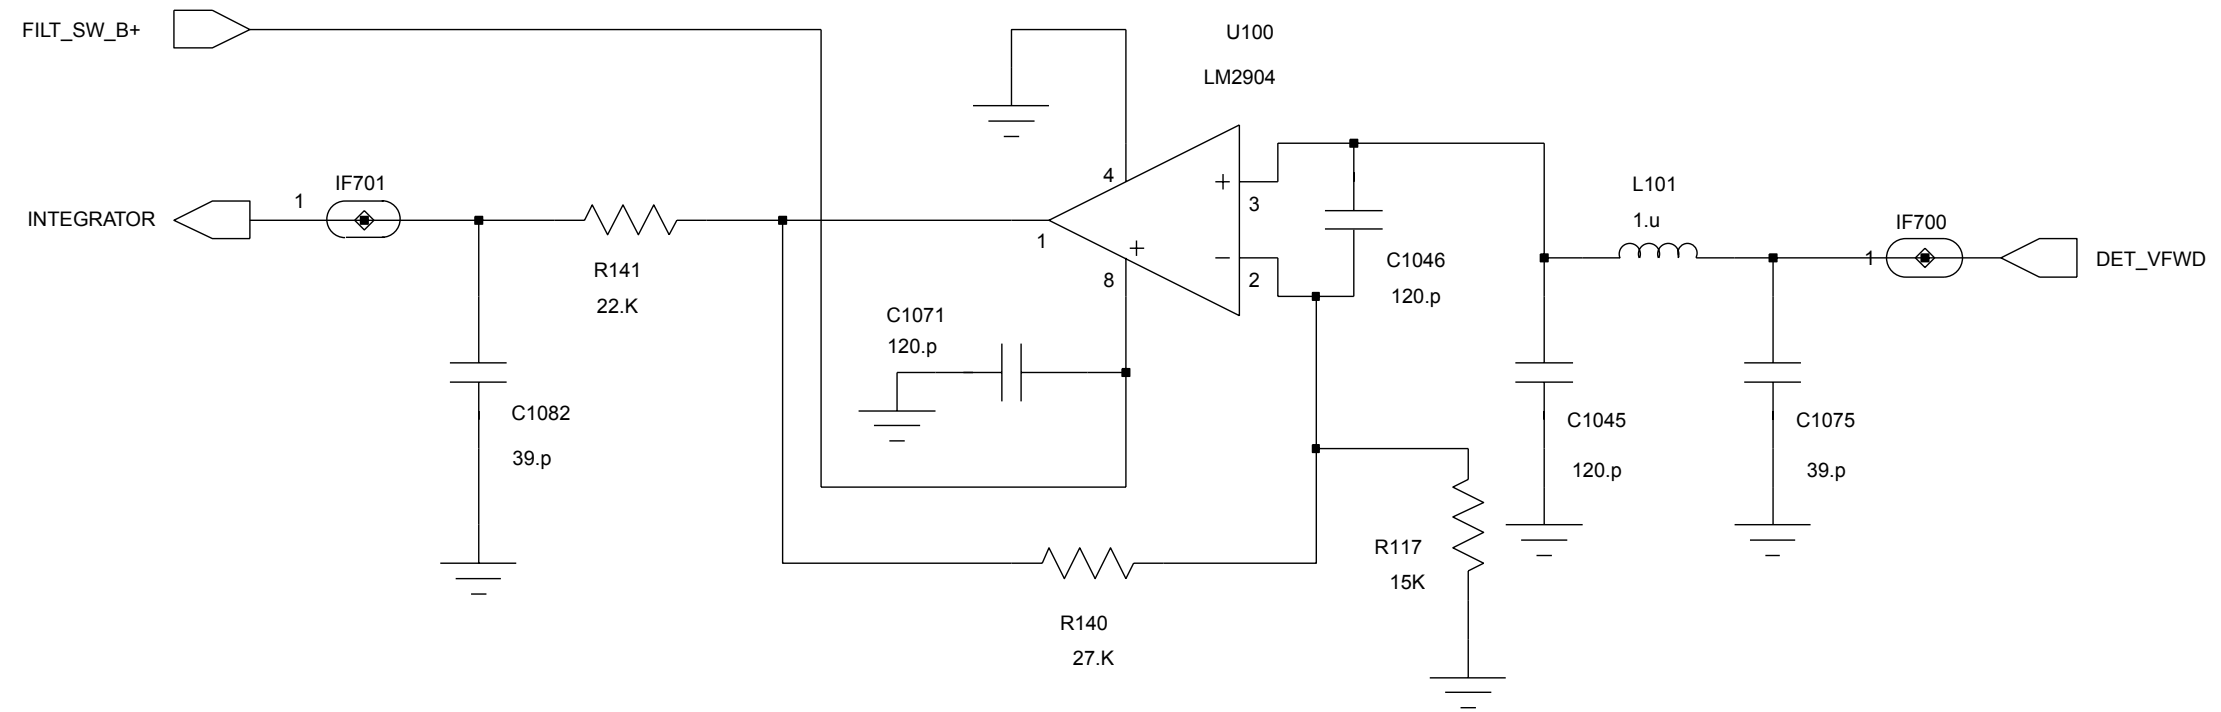 FILT_SW_B+
U100
LM2904
4
+
3
IF701
1
INTEGRATOR
1
+
8
−
2
R141
22.K
C1046
120.p
L101
1.u
IF700
1
DET_VFWD
C1071
120.p
C1082
39.p
C1045
120.p
C1075
39.p
R117
15K
R140
27.K